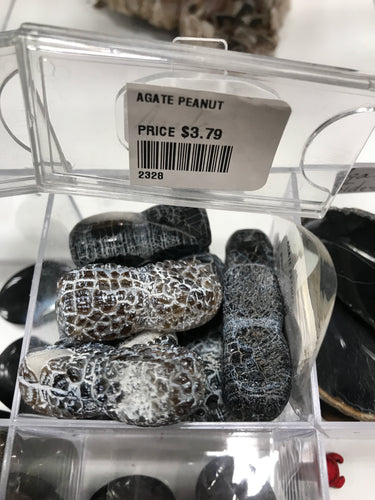 AGATE PEANUT
PRICE $3.79
2328